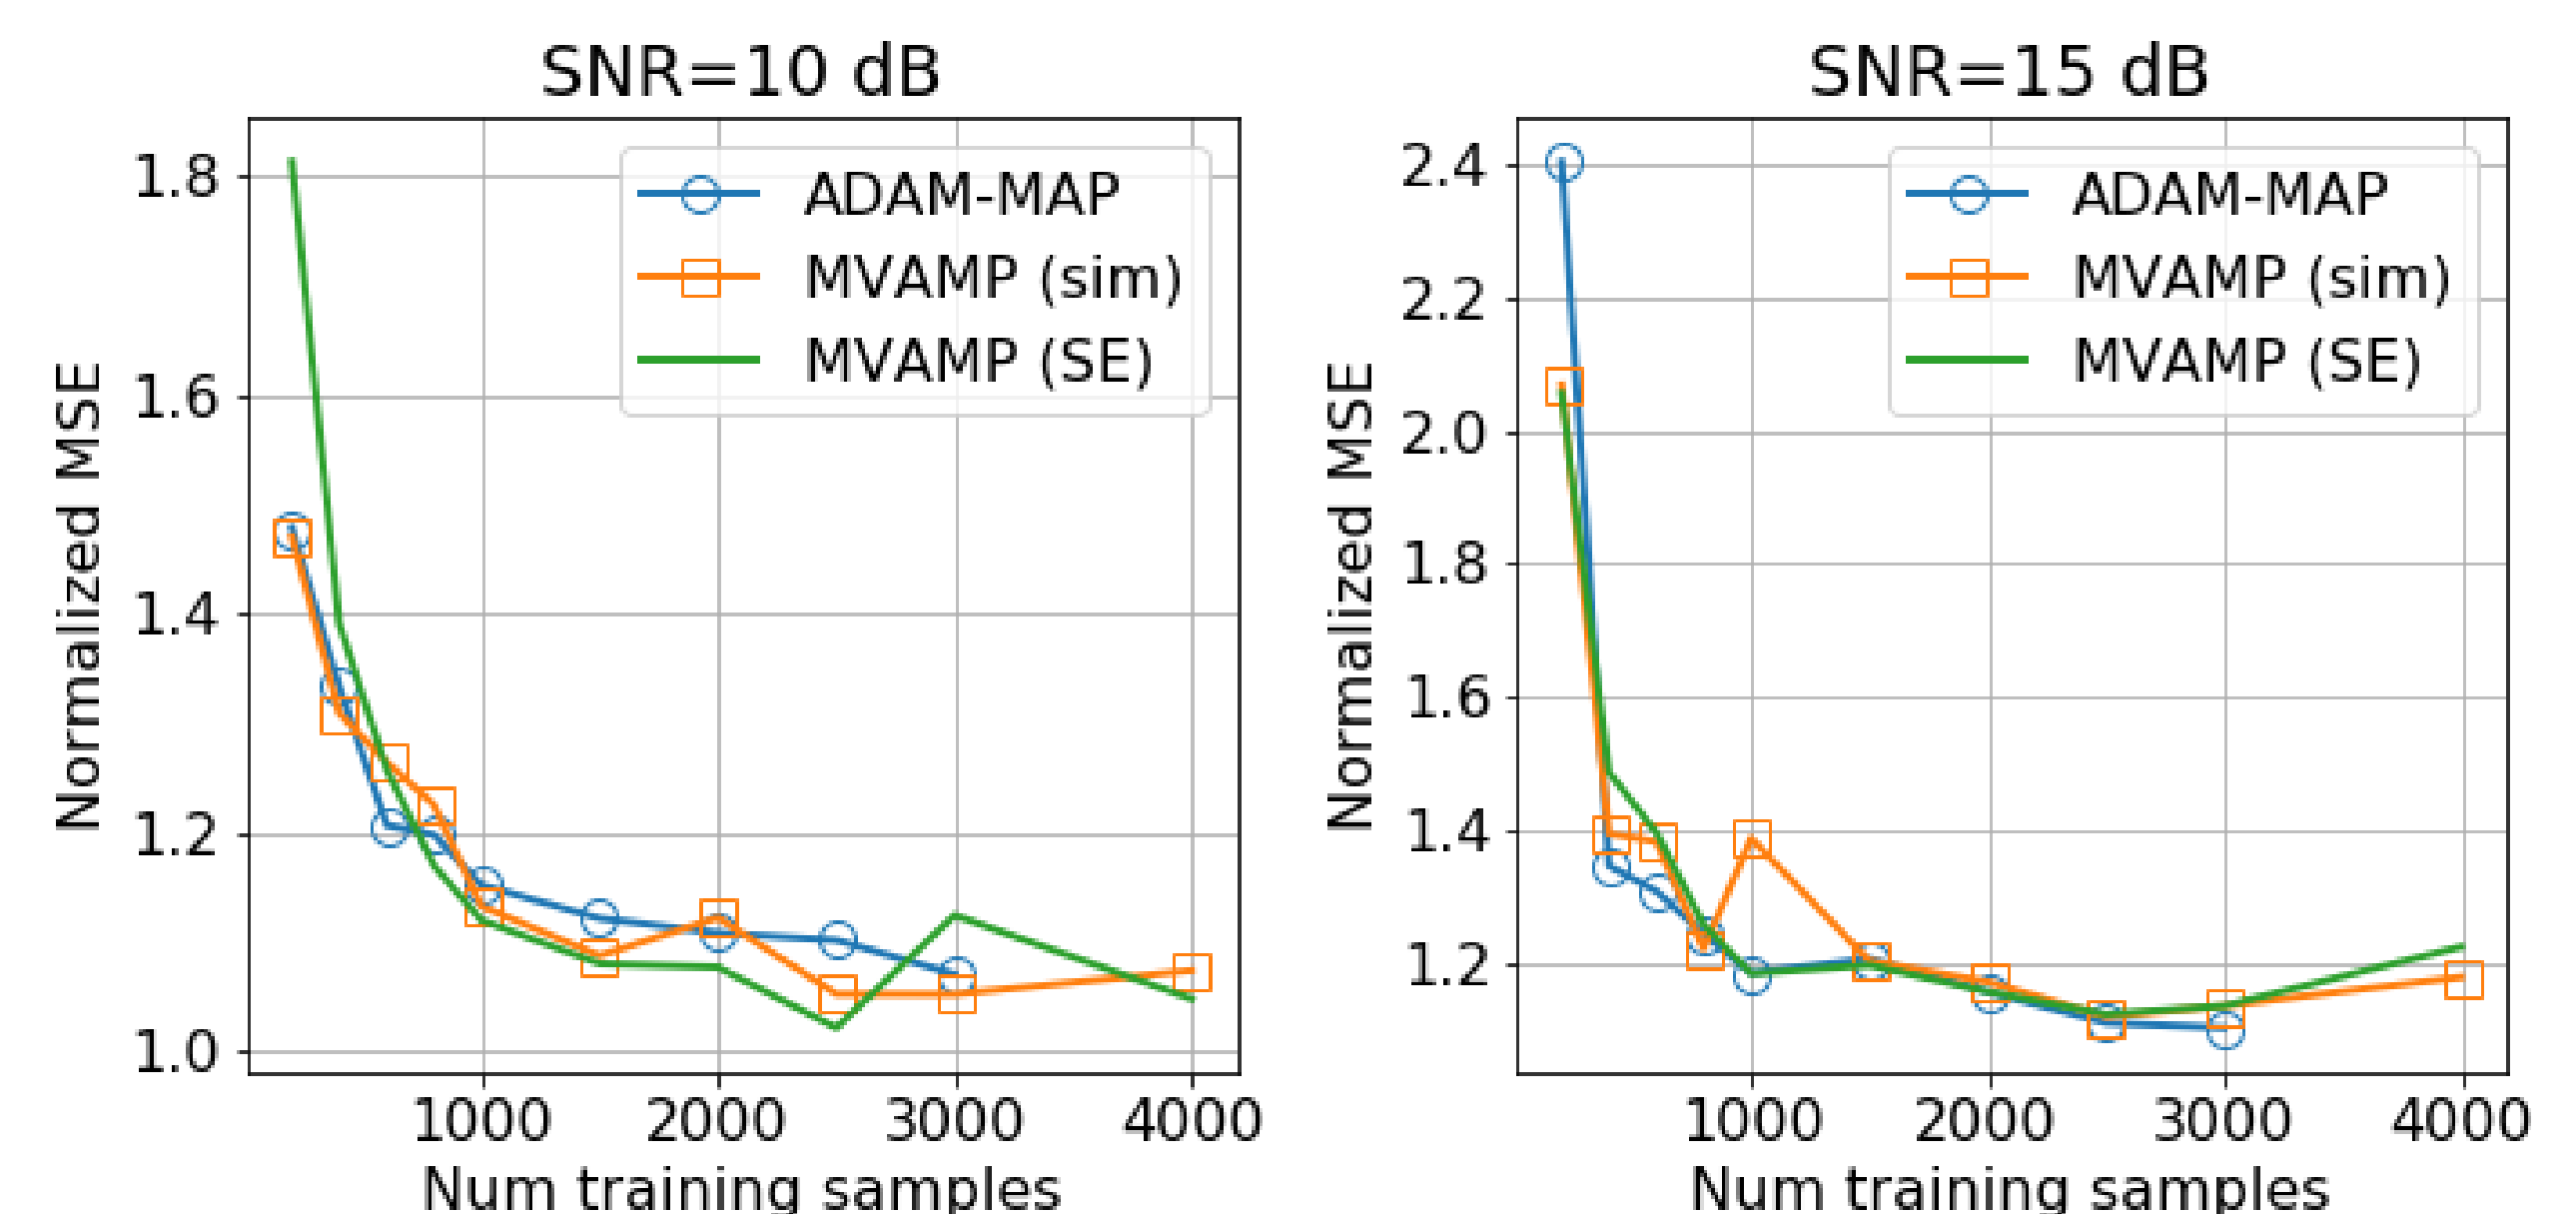 SNR=10 dB
1.8
1.6
1.4
1.2
1.0
Normalized MSE
ADAM-MAP
MVAMP (sim)
MVAMP (SE)
1000 2000 3000 4000
Num training samples
SNR=15 dB
2.4
2.2
2.0
1.8
1.6
1.4
1.2
Normalized MSE
ADAM-MAP
MVAMP (sim)
MVAMP (SE)
1000 2000 3000 4000
Num training samples